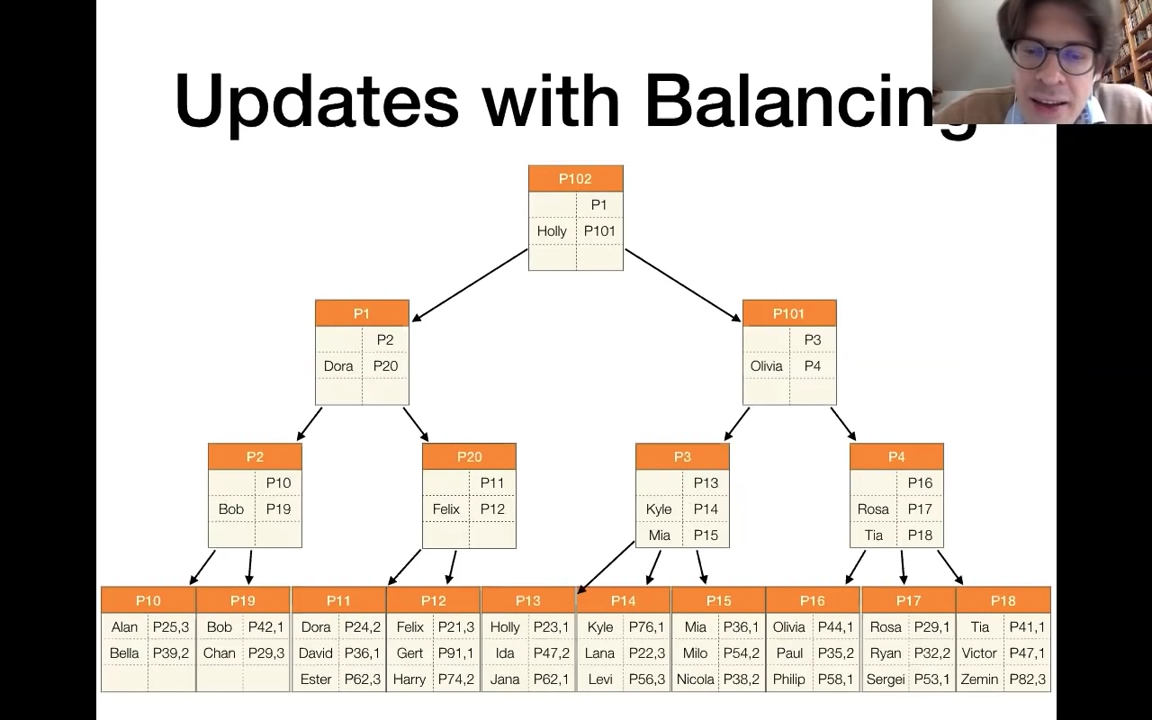 Updates with Balancing
P102
P1
Holly P101
P1
P2
Dora P20
P101
P3
Olivia P4
P2
P10
Bob P19
P20
P11
Felix P12
P3
P13
Kyle P14
Mia P15
P4
P16
Rosa P17
Tia P18
P10
Alan P25,3
Bella P39,2
P19
Bob P42,1
Chan P29,3
P11
Dora P24,2
David P36,1
Ester P62,3
P12
Felix P21,3
Gert P91,1
Harry P74,2
P13
Holly P23,1
Ida P47,2
Jana P62,1
P14
Kyle P76,1
Lana P22,3
Levi P56,3
P15
Mia P36,1
Milo P54,2
Nicola P38,2
P16
Olivia P44,1
Paul P35,2
Philip P58,1
P17
Rosa P29,1
Ryan P32,2
Sergei P53,1
P18
Tia P41,1
Victor P47,1
Zemin P82,3